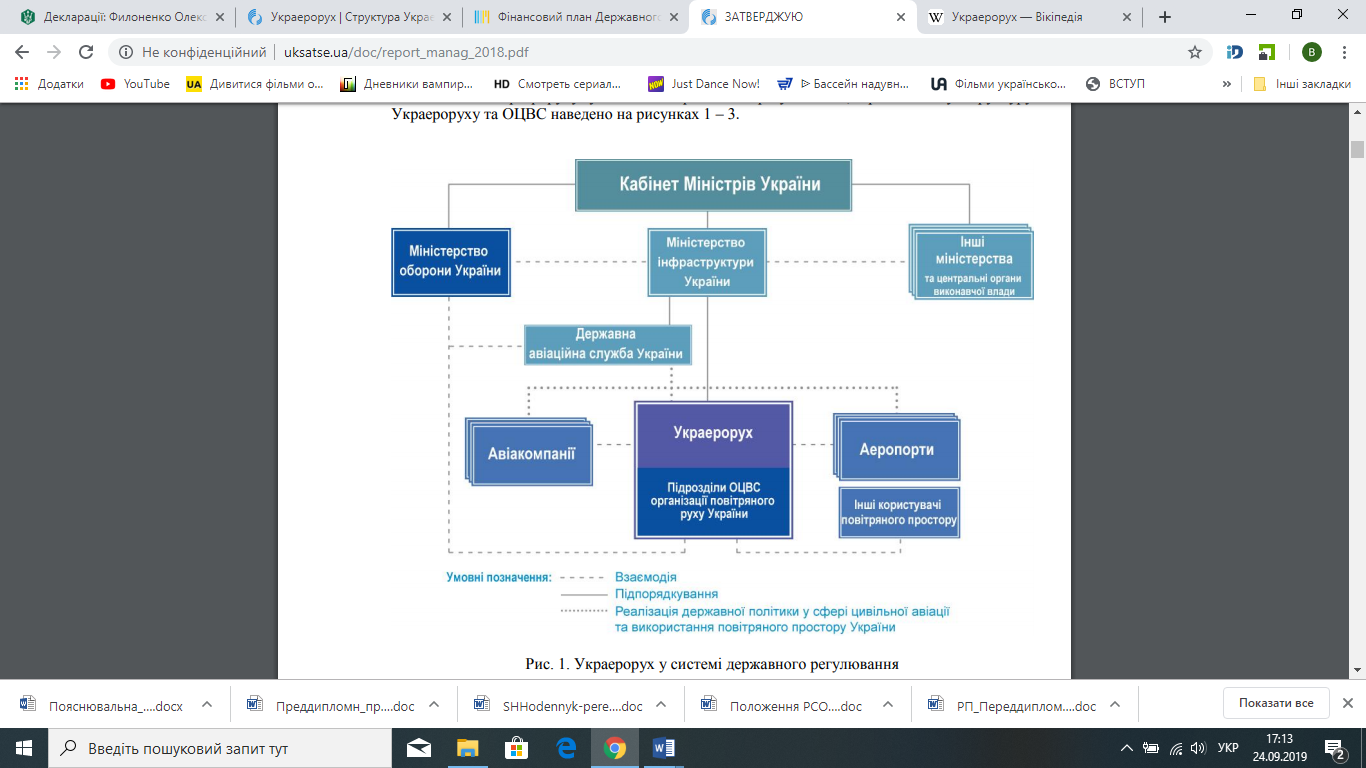 Декларації: Филоненко Олекс
Украерорух | Структура Украє
Фінансовий план Державного
ЗАТВЕРДЖУЮ
Украерорух — Вікіпедія
Не конфіденційний | uksatse.ua/doc/report_manag_2018.pdf
Додатки
YouTube
Дивитися фільми о...
Дневники вампир...
HD Смотреть сериал...
Just Dance Now!
ᐉ Бассейн надувн...
Фільми українсько...
ВСТУП
Інші закладки
Украероруху та ОЦВС наведено на рисунках 1 – 3.
Кабінет Міністрів України
Міністерство
оборони України
Міністерство
інфраструктури
України
Інші
міністерства
та центральні органи
виконавчої влади
Державна
авіаційна служба України
Авіакомпанії
Украерорух
Підрозділи ОЦВС
організації повітряного
руху України
Аеропорти
Інші користувачі
повітряного простору
Умовні позначення:
Взаємодія
Підпорядкування
Реалізація державної політики у сфері цивільної авіації
та використання повітряного простору України
Рис. 1. Украерорух у системі державного регулювання
Пояснювальна_....docx
Преддипломн_пр....doc
SHHodennyk-pere....doc
Положення РСО....doc
РП_Переддиплом....doc
Показати все
Введіть пошуковий запит тут
УКР
17:13
24.09.2019
2